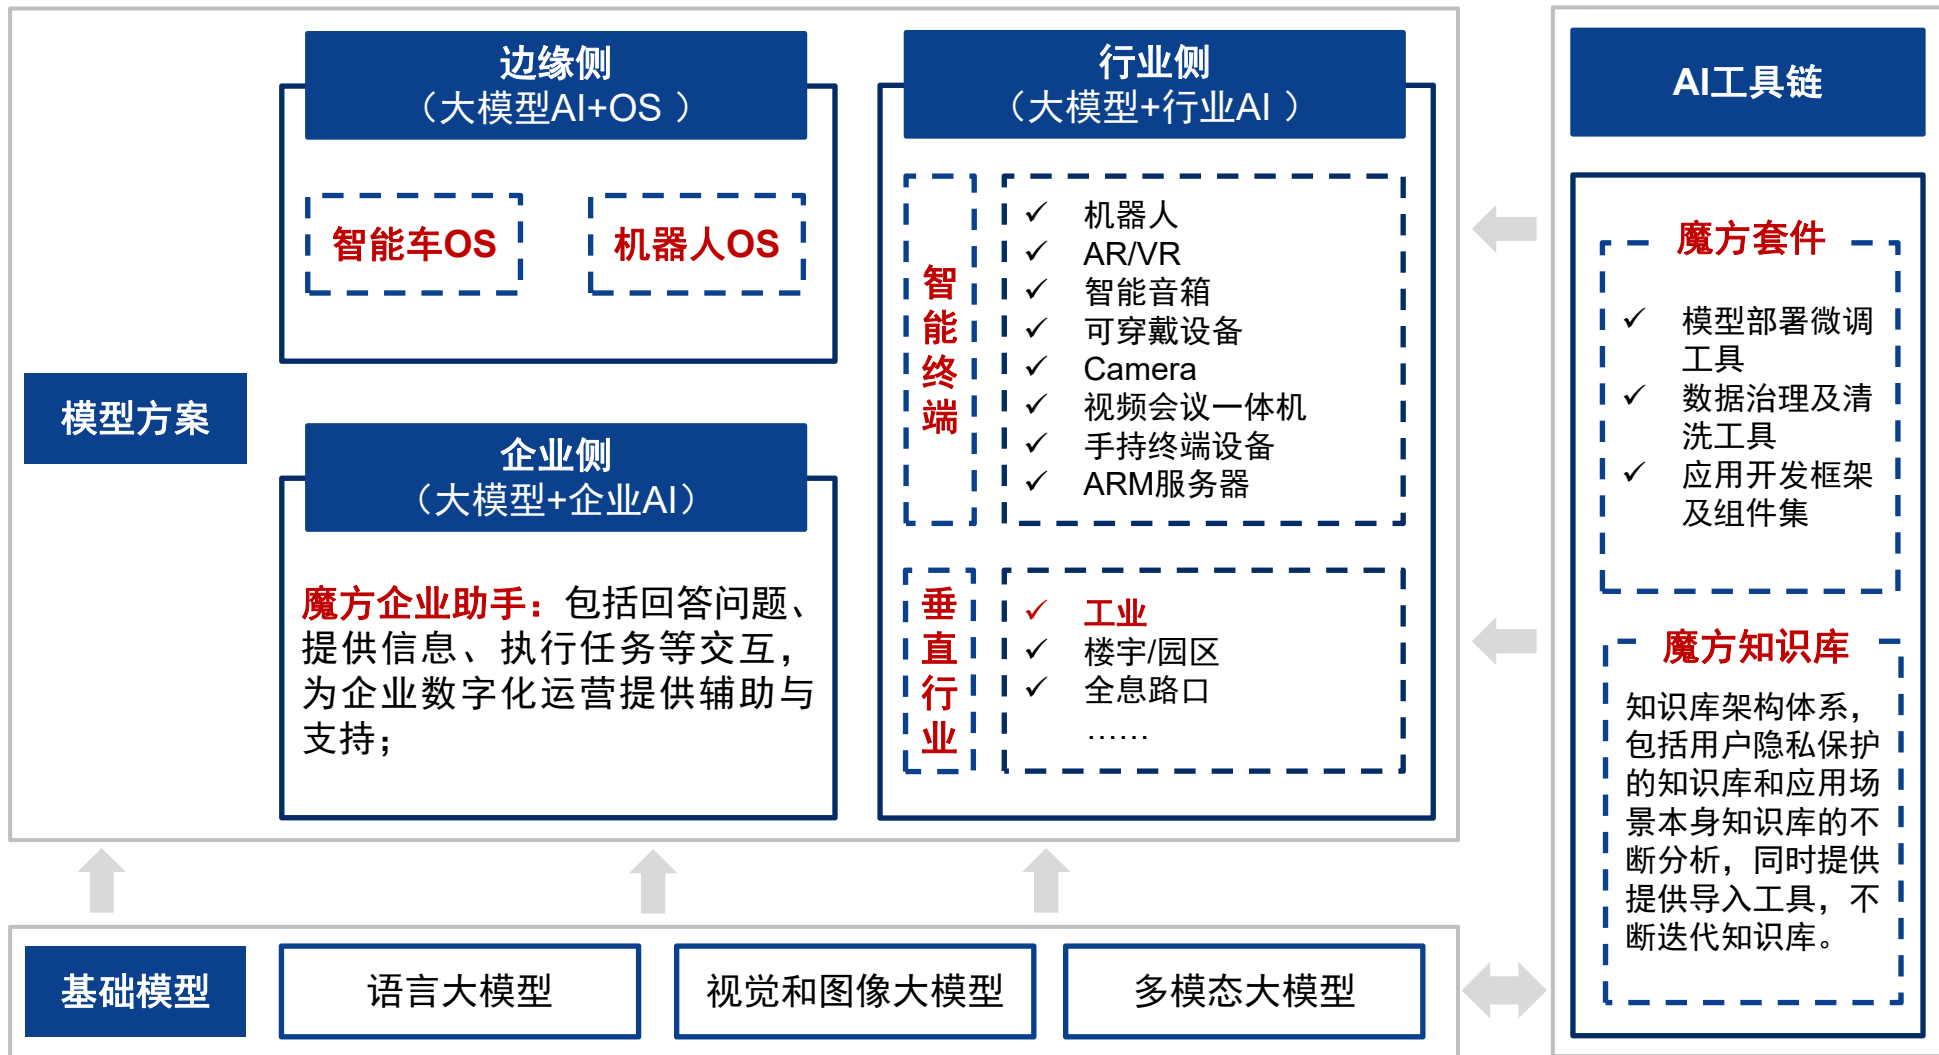 边缘侧
（大模型AI+OS ）
智能车OS
机器人OS
模型方案
企业侧
（大模型+企业AI）
魔方企业助手：包括回答问题、
提供信息、执行任务等交互，
为企业数字化运营提供辅助与
支持；
行业侧
（大模型+行业AI ）
智能终端
✓ 机器人
✓ AR/VR
✓ 智能音箱
✓ 可穿戴设备
✓ Camera
✓ 视频会议一体机
✓ 手持终端设备
✓ ARM服务器
垂直行业
✓ 工业
✓ 楼宇/园区
✓ 全息路口
……
AI工具链
魔方套件
✓ 模型部署微调
工具
✓ 数据治理及清
洗工具
✓ 应用开发框架
及组件集
魔方知识库
知识库架构体系，
包括用户隐私保护
的知识库和应用场
景本身知识库的不
断分析，同时提供
提供导入工具，不
断迭代知识库。
基础模型
语言大模型
视觉和图像大模型
多模态大模型